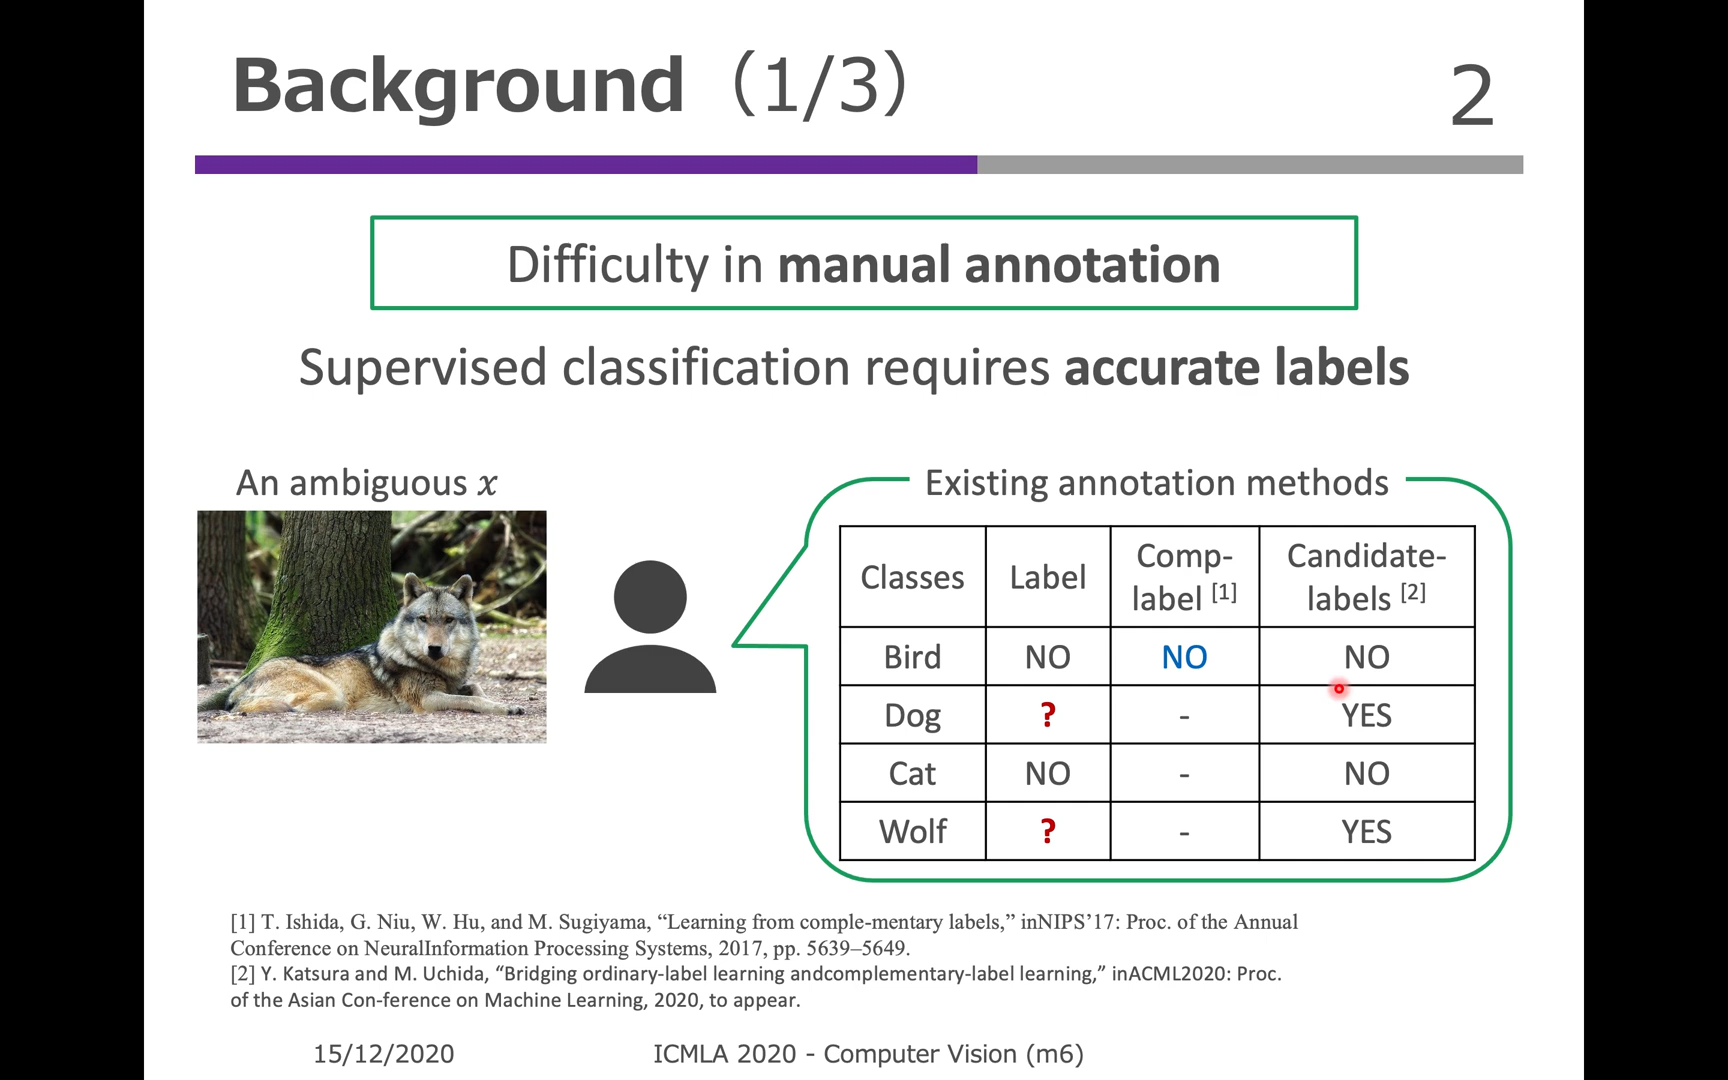 Background（1/3）
2
Difficulty in manual annotation
Supervised classification requires accurate labels
An ambiguous x
Existing annotation methods
Classes Label Comp-label [1] Candidate-labels [2]
Bird NO NO NO
Dog ? - YES
Cat NO - NO
Wolf ? - YES
[1] T. Ishida, G. Niu, W. Hu, and M. Sugiyama, “Learning from comple-mentary labels,” inNIPS’17: Proc. of the Annual
Conference on NeuralInformation Processing Systems, 2017, pp. 5639–5649.
[2] Y. Katsura and M. Uchida, “Bridging ordinary-label learning andcomplementary-label learning,” inACML2020: Proc.
of the Asian Con-ference on Machine Learning, 2020, to appear.
15/12/2020
ICMLA 2020 - Computer Vision (m6)